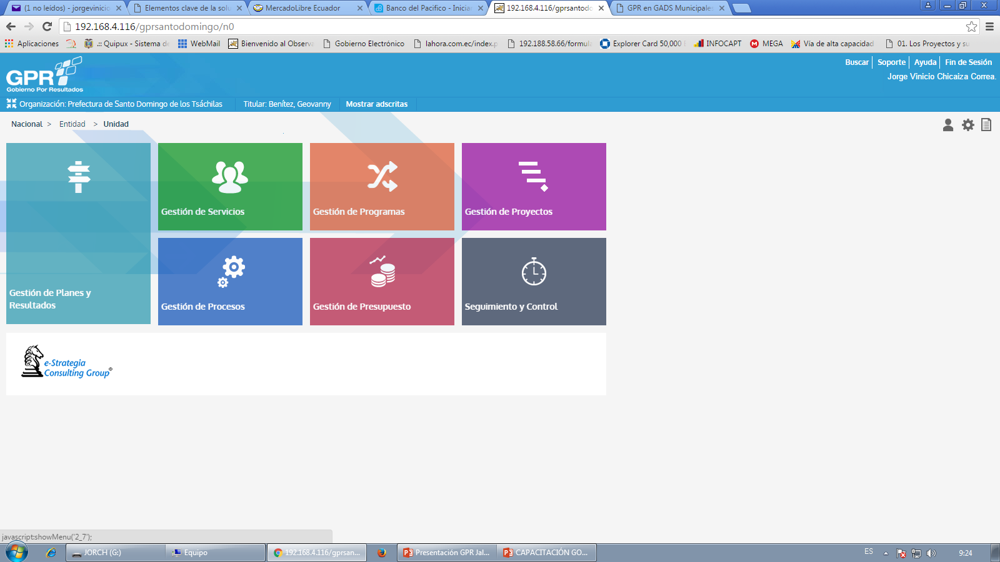 (1 no leídos) - jorgevinicio
Elementos clave de la solu
MercadoLibre Ecuador
Banco del Pacifico - Inicia
192.168.4.116/gprsantodo
GPR en GADS Municipales
192.168.4.116/gprsantodomingo/n0
Aplicaciones
.:: Quipux - Sistema de
WebMail
Bienvenido al Observa
Gobierno Electrónico
lahora.com.ec/index.p
192.188.58.66/formula
Explorer Card 50,000
INFOCAPT
MEGA
Vía de alta capacidad
01. Los Proyectos y su
GPR
Gobierno Por Resultados
Buscar
Soporte
Ayuda
Fin de Sesión
Jorge Vinicio Chicaiza Correa.
Organización: Prefectura de Santo Domingo de los Tsáchilas
Titular: Benítez, Geovanny
Mostrar adscritas
Nacional > Entidad > Unidad
Gestión de Servicios
Gestión de Programas
Gestión de Proyectos
Gestión de Planes y
Resultados
Gestión de Procesos
Gestión de Presupuesto
Seguimiento y Control
e-Strategia
Consulting Group®
javascript:showMenu('2_7');
JORCH (G:)
Equipo
192.168.4.116/gprsan...
Presentación GPR Jal...
CAPACITACIÓN GO...
ES
9:24